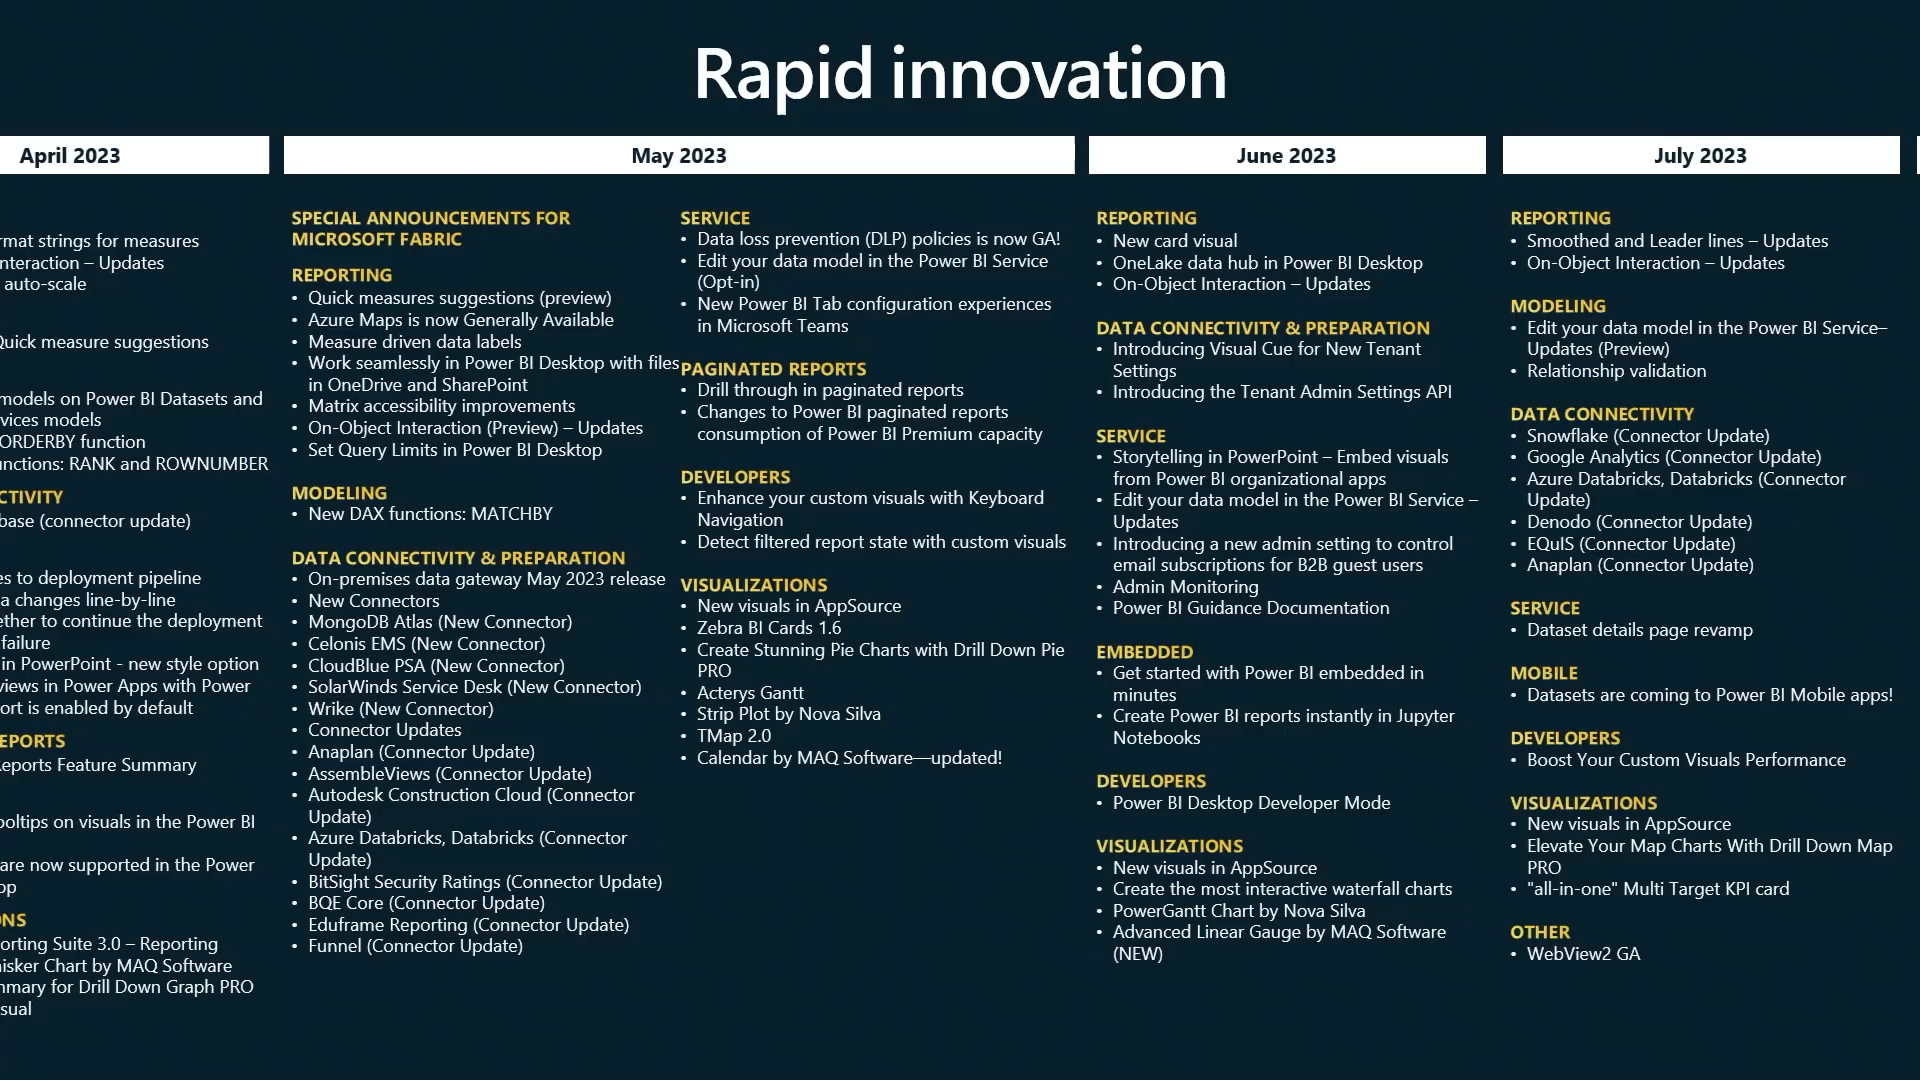 Rapid innovation
April 2023
rmat strings for measures
nteraction – Updates
auto-scale
Quick measure suggestions
models on Power BI Datasets and
vices models
ORDERBY function
unctions: RANK and ROWNUMBER
CTIVITY
base (connector update)
es to deployment pipeline
a changes line-by-line
ether to continue the deployment
failure
in PowerPoint - new style option
views in Power Apps with Power
ort is enabled by default
EPORTS
Reports Feature Summary
ooltips on visuals in the Power BI
are now supported in the Power
pp
ONS
orting Suite 3.0 – Reporting
hisker Chart by MAQ Software
mmary for Drill Down Graph PRO
sual
May 2023
SPECIAL ANNOUNCEMENTS FOR
MICROSOFT FABRIC
REPORTING
• Quick measures suggestions (preview)
• Azure Maps is now Generally Available
• Measure driven data labels
• Work seamlessly in Power BI Desktop with files
in OneDrive and SharePoint
• Matrix accessibility improvements
• On-Object Interaction (Preview) – Updates
• Set Query Limits in Power BI Desktop
MODELING
• New DAX functions: MATCHBY
DATA CONNECTIVITY & PREPARATION
• On-premises data gateway May 2023 release
• New Connectors
• MongoDB Atlas (New Connector)
• Celonis EMS (New Connector)
• CloudBlue PSA (New Connector)
• SolarWinds Service Desk (New Connector)
• Wrike (New Connector)
• Connector Updates
• Anaplan (Connector Update)
• AssembleViews (Connector Update)
• Autodesk Construction Cloud (Connector
Update)
• Azure Databricks, Databricks (Connector
Update)
• BitSight Security Ratings (Connector Update)
• BQE Core (Connector Update)
• Eduframe Reporting (Connector Update)
• Funnel (Connector Update)
SERVICE
• Data loss prevention (DLP) policies is now GA!
• Edit your data model in the Power BI Service
(Opt-in)
• New Power BI Tab configuration experiences
in Microsoft Teams
PAGINATED REPORTS
• Drill through in paginated reports
• Changes to Power BI paginated reports
consumption of Power BI Premium capacity
DEVELOPERS
• Enhance your custom visuals with Keyboard
Navigation
• Detect filtered report state with custom visuals
VISUALIZATIONS
• New visuals in AppSource
• Zebra BI Cards 1.6
• Create Stunning Pie Charts with Drill Down Pie
PRO
• Acterys Gantt
• Strip Plot by Nova Silva
• TMap 2.0
• Calendar by MAQ Software—updated!
June 2023
REPORTING
• New card visual
• OneLake data hub in Power BI Desktop
• On-Object Interaction – Updates
DATA CONNECTIVITY & PREPARATION
• Introducing Visual Cue for New Tenant
Settings
• Introducing the Tenant Admin Settings API
SERVICE
• Storytelling in PowerPoint – Embed visuals
from Power BI organizational apps
• Edit your data model in the Power BI Service –
Updates
• Introducing a new admin setting to control
email subscriptions for B2B guest users
• Admin Monitoring
• Power BI Guidance Documentation
EMBEDDED
• Get started with Power BI embedded in
minutes
• Create Power BI reports instantly in Jupyter
Notebooks
DEVELOPERS
• Power BI Desktop Developer Mode
VISUALIZATIONS
• New visuals in AppSource
• Create the most interactive waterfall charts
• PowerGantt Chart by Nova Silva
• Advanced Linear Gauge by MAQ Software
(NEW)
July 2023
REPORTING
• Smoothed and Leader lines – Updates
• On-Object Interaction – Updates
MODELING
• Edit your data model in the Power BI Service–
Updates (Preview)
• Relationship validation
DATA CONNECTIVITY
• Snowflake (Connector Update)
• Google Analytics (Connector Update)
• Azure Databricks, Databricks (Connector
Update)
• Denodo (Connector Update)
• EQuIS (Connector Update)
• Anaplan (Connector Update)
SERVICE
• Dataset details page revamp
MOBILE
• Datasets are coming to Power BI Mobile apps!
DEVELOPERS
• Boost Your Custom Visuals Performance
VISUALIZATIONS
• New visuals in AppSource
• Elevate Your Map Charts With Drill Down Map
PRO
• "all-in-one" Multi Target KPI card
OTHER
• WebView2 GA